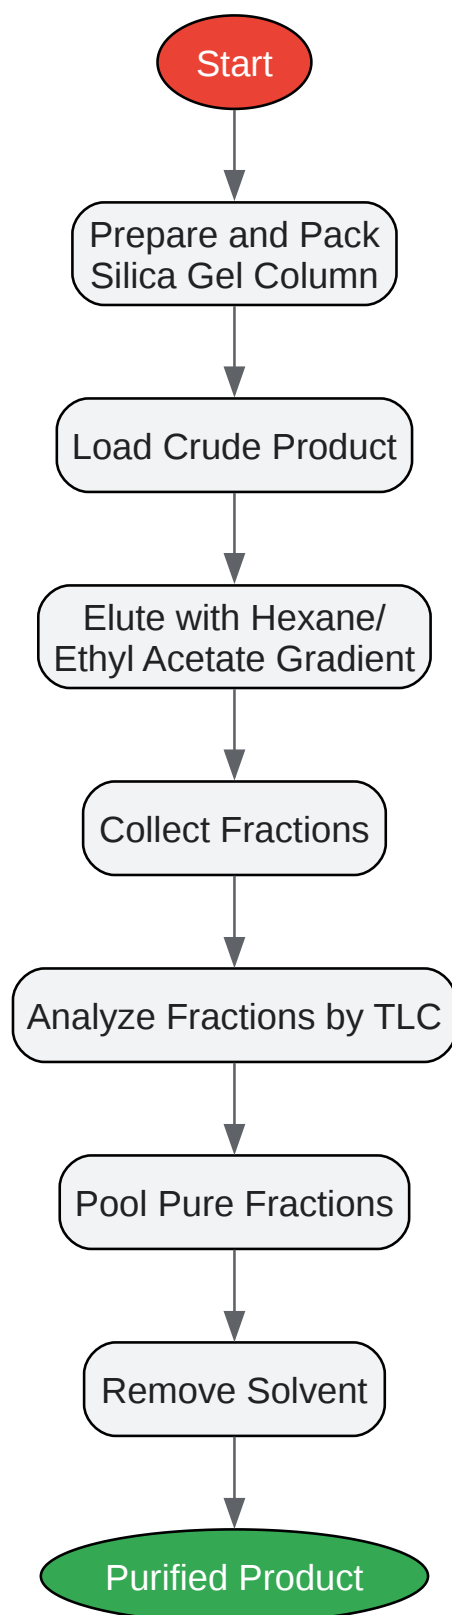 Start
Prepare and Pack
Silica Gel Column
Load Crude Product
Elute with Hexane/
Ethyl Acetate Gradient
Collect Fractions
Analyze Fractions by TLC
Pool Pure Fractions
Remove Solvent
Purified Product